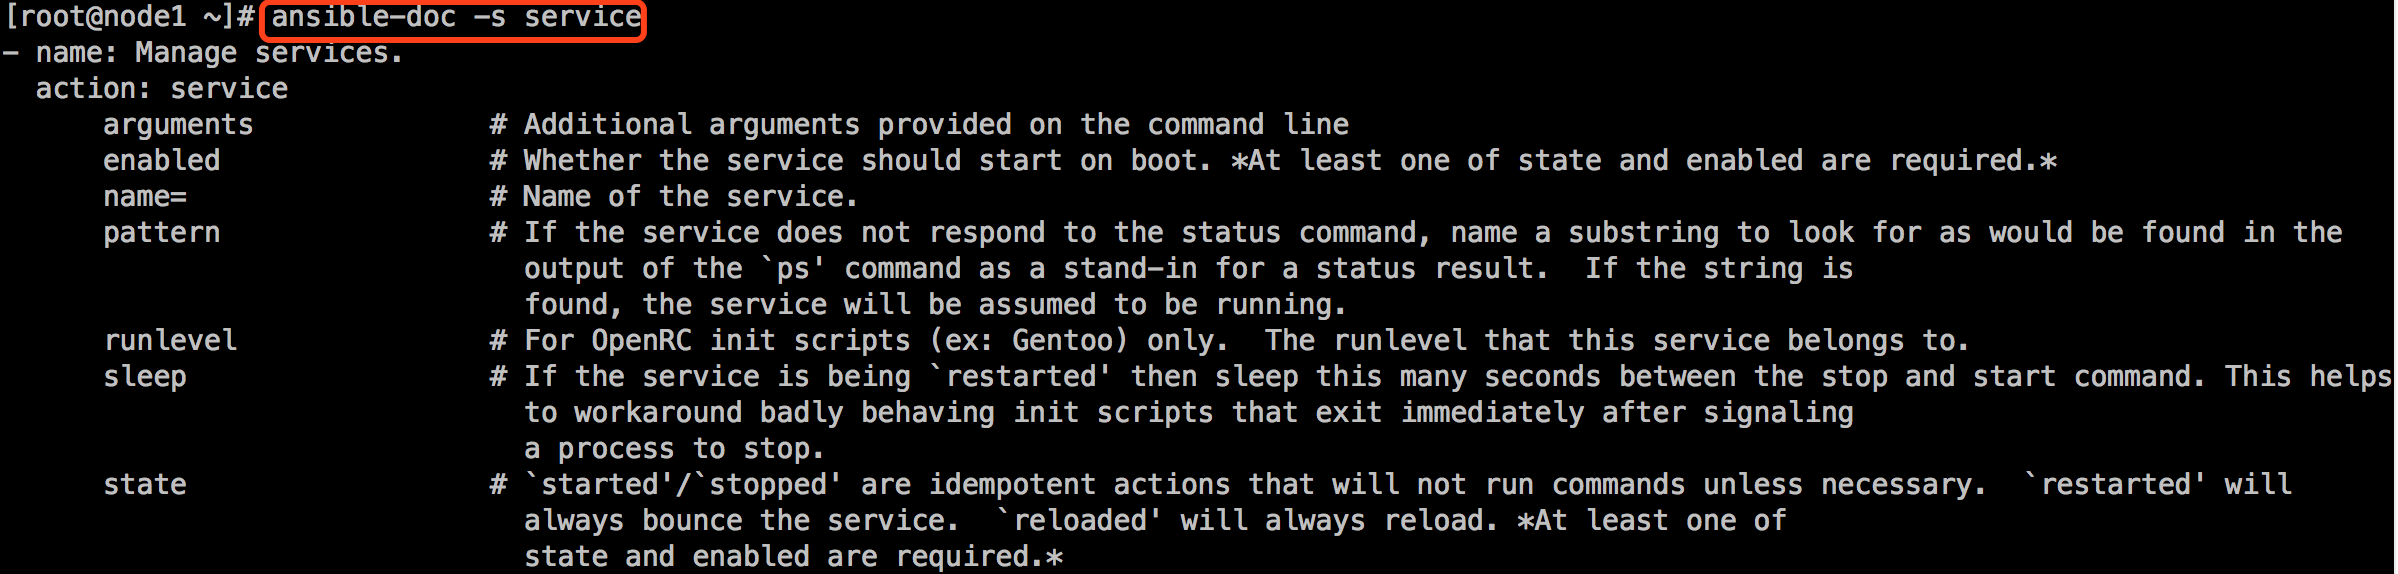 [root@node1 ~]# ansible-doc -s service
- name: Manage services.
  action: service
      arguments              # Additional arguments provided on the command line
      enabled                # Whether the service should start on boot. *At least one of state and enabled are required.*
      name=                  # Name of the service.
      pattern                # If the service does not respond to the status command, name a substring to look for as would be found in the
                               output of the `ps' command as a stand-in for a status result.  If the string is
                               found, the service will be assumed to be running.
      runlevel               # For OpenRC init scripts (ex: Gentoo) only.  The runlevel that this service belongs to.
      sleep                  # If the service is being `restarted' then sleep this many seconds between the stop and start command. This helps
                               to workaround badly behaving init scripts that exit immediately after signaling
                               a process to stop.
      state                  # `started'/`stopped' are idempotent actions that will not run commands unless necessary.  `restarted' will
                               always bounce the service.  `reloaded' will always reload. *At least one of
                               state and enabled are required.*